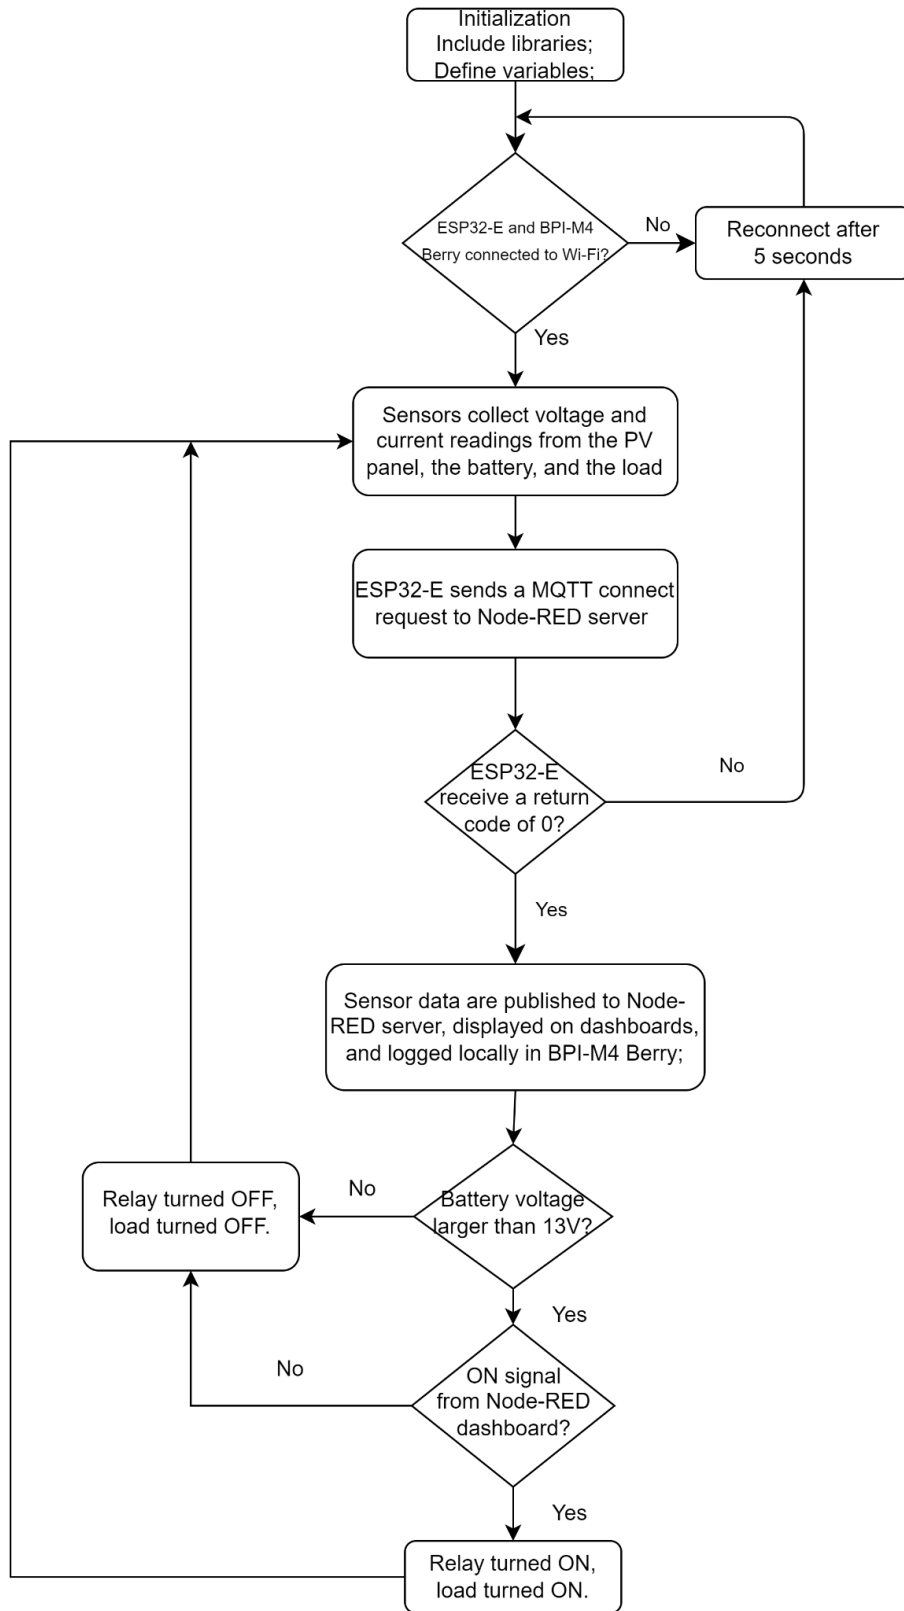 Initialization
Include libraries;
Define variables;
ESP32-E and BPI-M4
Berry connected to Wi-Fi?
No
Reconnect after
5 seconds
Yes
Sensors collect voltage and
current readings from the PV
panel, the battery, and the load
ESP32-E sends a MQTT connect
request to Node-RED server
ESP32-E
receive a return
code of 0?
No
Yes
Sensor data are published to Node-
RED server, displayed on dashboards,
and logged locally in BPI-M4 Berry;
Battery voltage
larger than 13V?
No
Relay turned OFF,
load turned OFF.
Yes
ON signal
from Node-RED
dashboard?
No
Yes
Relay turned ON,
load turned ON.